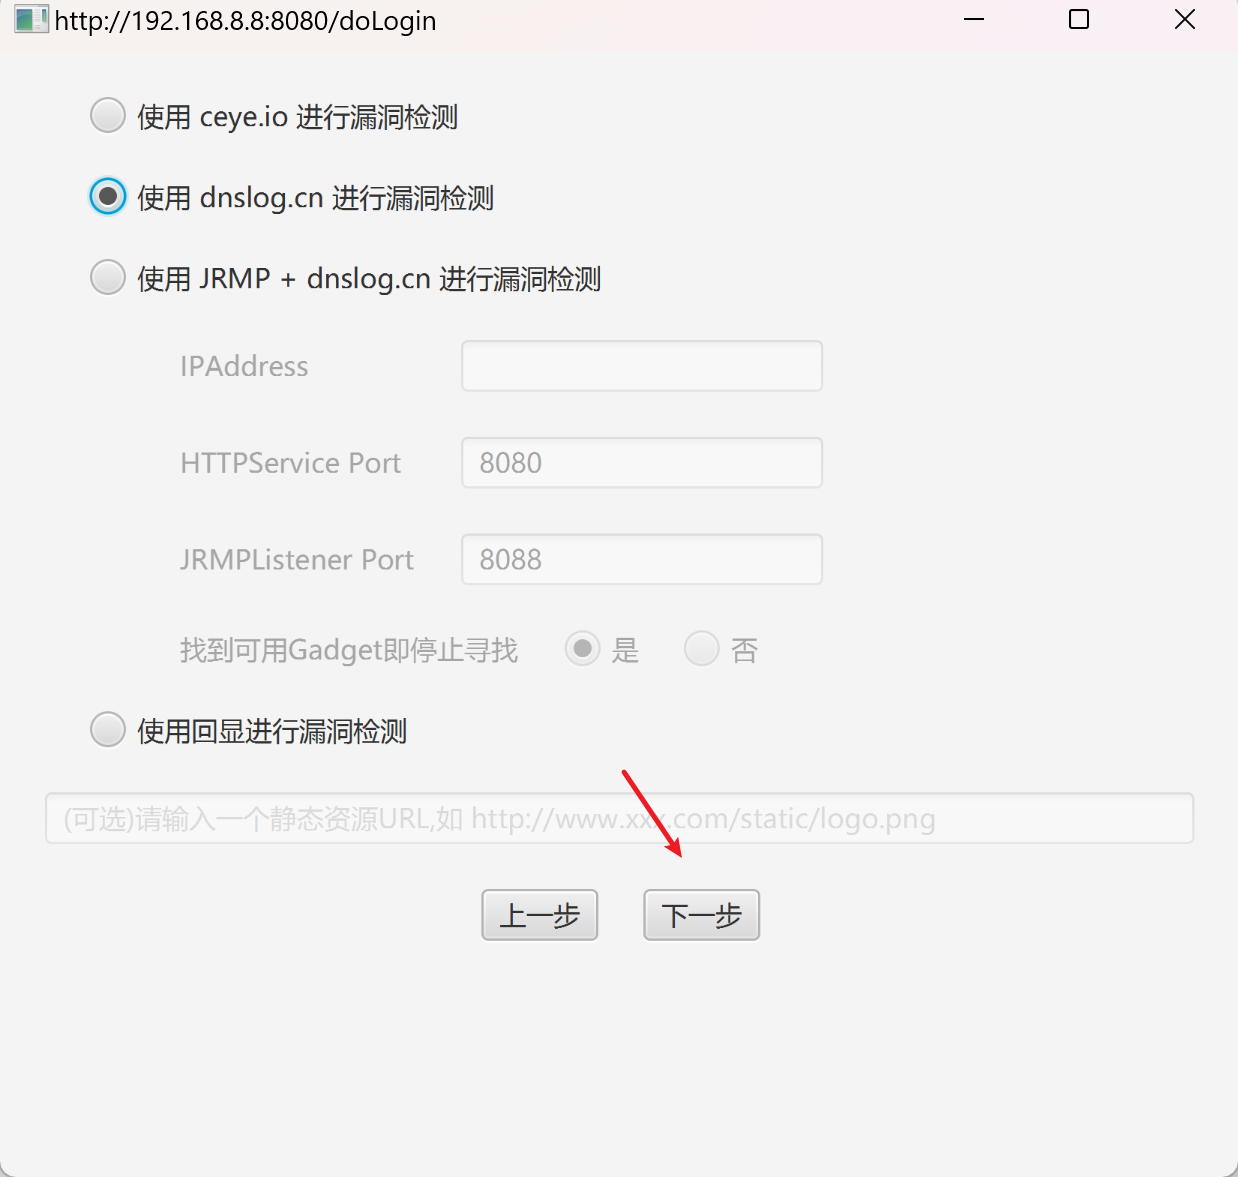 http://192.168.8.8:8080/doLogin
使用 ceye.io 进行漏洞检测
使用 dnslog.cn 进行漏洞检测
使用 JRMP + dnslog.cn 进行漏洞检测
IPAddress
HTTPService Port 8080
JRMPListener Port 8088
找到可用Gadget即停止寻找 是 否
使用回显进行漏洞检测
(可选)请输入一个静态资源URL,如 http://www.xxx.com/static/logo.png
上一步 下一步